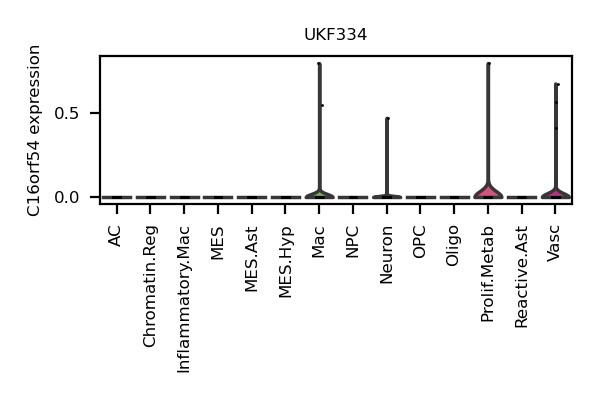 UKF334
C16orf54 expression
0.5
0.0
AC
Chromatin.Reg
Inflammatory.Mac
MES
MES.Ast
MES.Hyp
Mac
NPC
Neuron
OPC
Oligo
Prolif.Metab
Reactive.Ast
Vasc